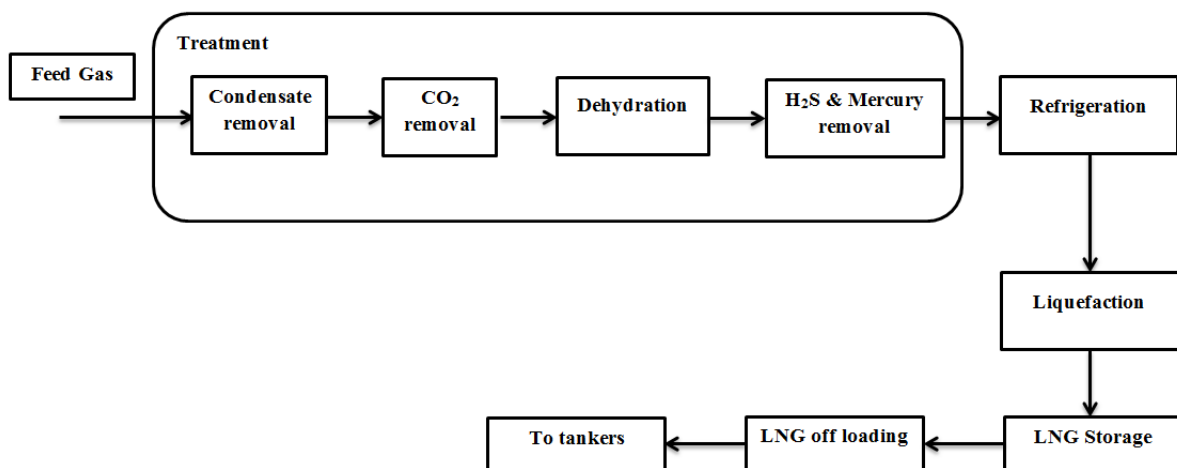 Treatment
Feed Gas
Condensate
removal
CO₂
removal
Dehydration
H₂S & Mercury
removal
Refrigeration
Liquefaction
LNG Storage
LNG off loading
To tankers